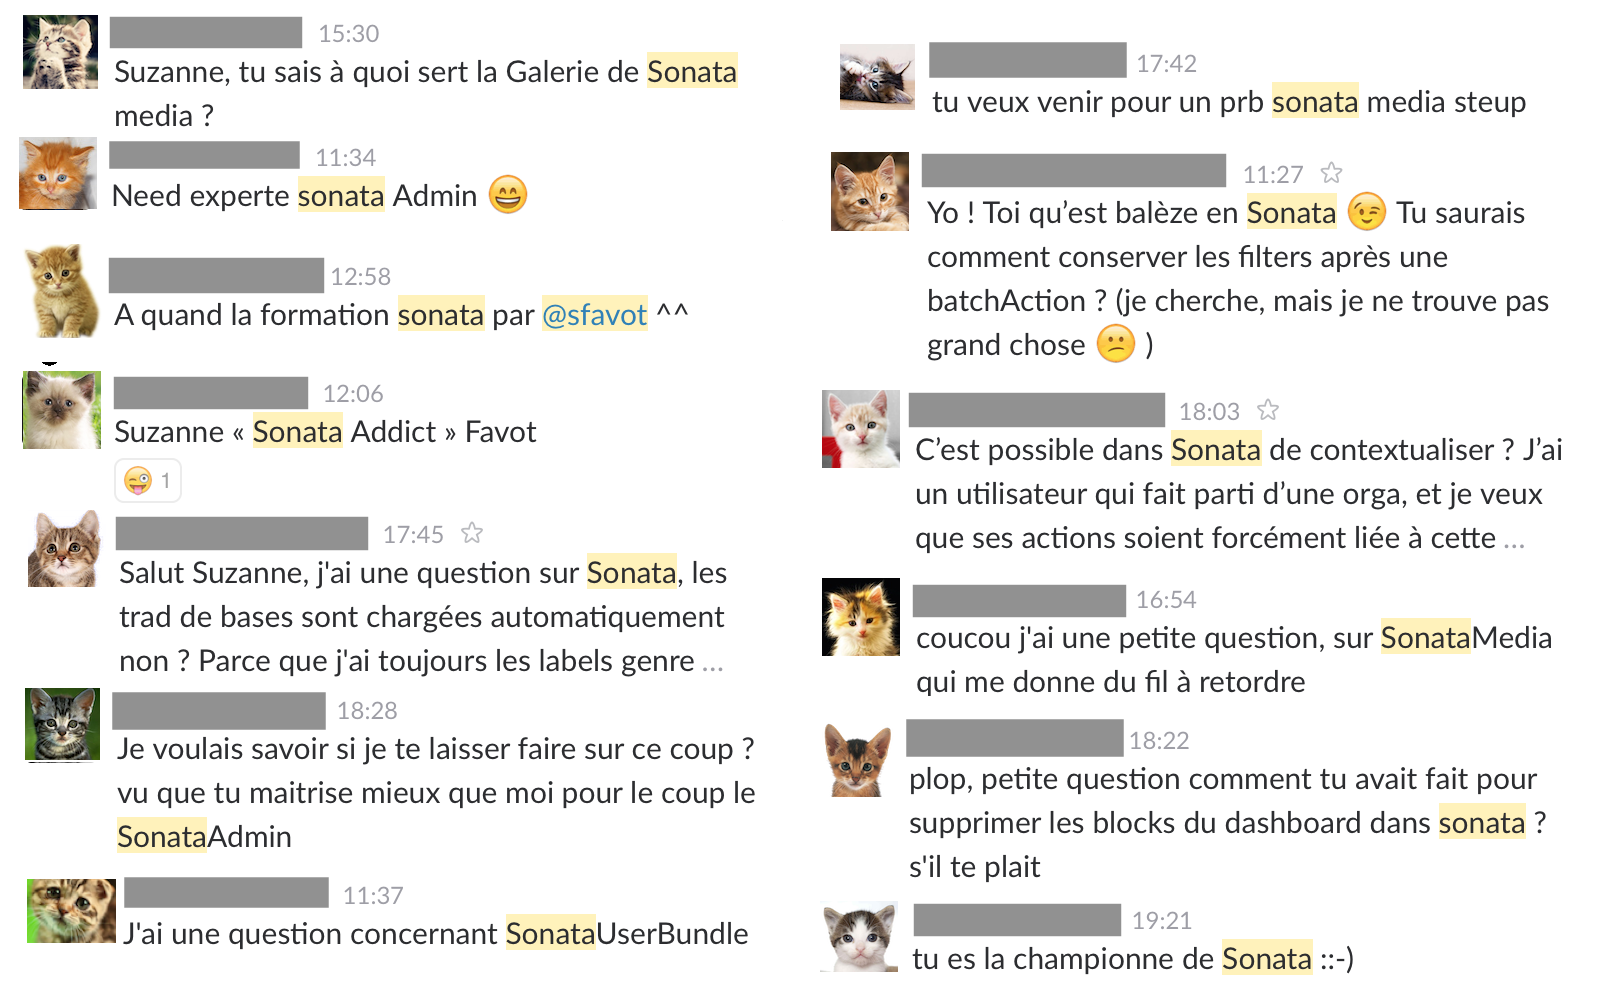 15:30
Suzanne, tu sais à quoi sert la Galerie de Sonata
media ?
11:34
Need experte sonata Admin 😄
12:58
A quand la formation sonata par @sfavot ^^
12:06
Suzanne « Sonata Addict » Favot
😜 1
17:45 ☆
Salut Suzanne, j'ai une question sur Sonata, les
trad de bases sont chargées automatiquement
non ? Parce que j'ai toujours les labels genre ...
18:28
Je voulais savoir si je te laisser faire sur ce coup ?
vu que tu maitrise mieux que moi pour le coup le
SonataAdmin
11:37
J'ai une question concernant SonataUserBundle
17:42
tu veux venir pour un prb sonata media steup
11:27 ☆
Yo ! Toi qu’est balèze en Sonata 😉 Tu saurais
comment conserver les filters après une
batchAction ? (je cherche, mais je ne trouve pas
grand chose 😕 )
18:03 ☆
C’est possible dans Sonata de contextualiser ? J’ai
un utilisateur qui fait parti d’une orga, et je veux
que ses actions soient forcément liée à cette ...
16:54
coucou j'ai une petite question, sur SonataMedia
qui me donne du fil à retordre
18:22
plop, petite question comment tu avait fait pour
supprimer les blocks du dashboard dans sonata ?
s'il te plait
19:21
tu es la championne de Sonata ::-)